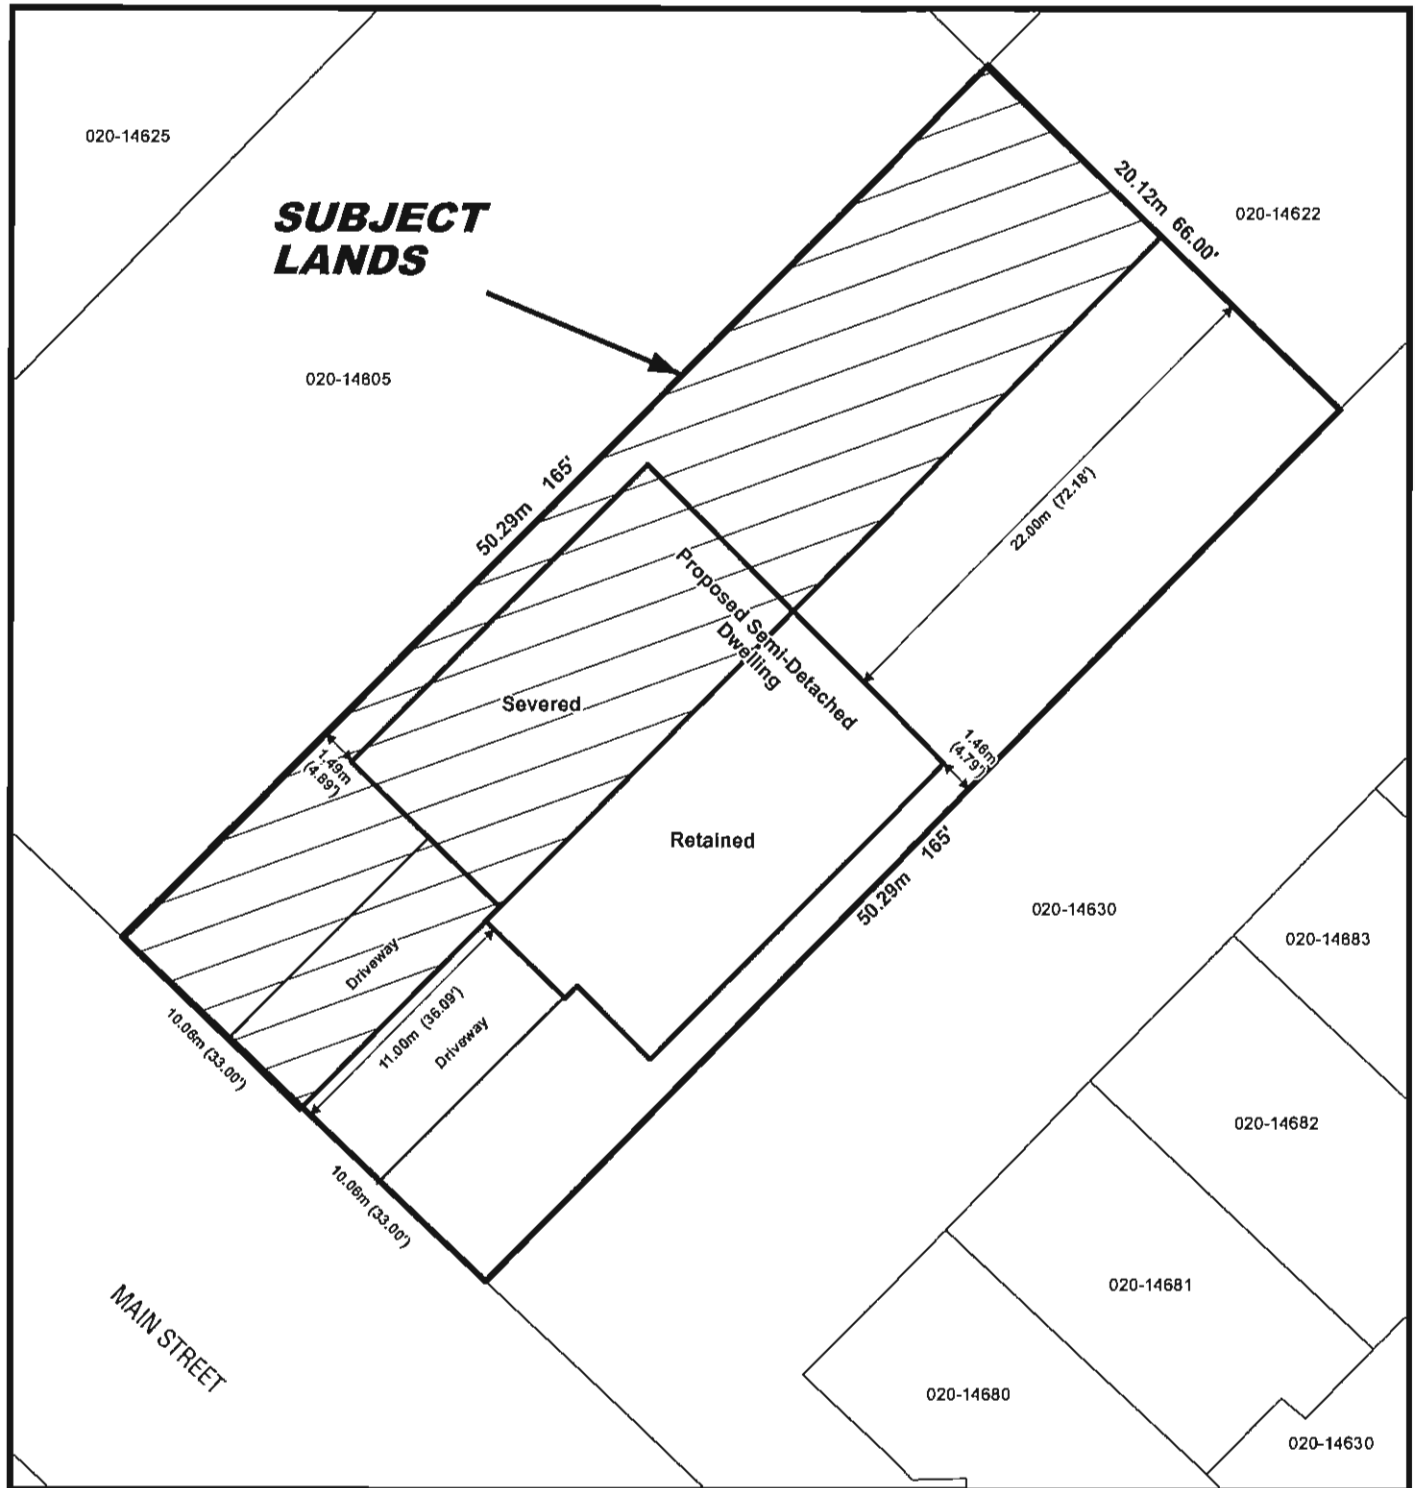 020-14625
SUBJECT
LANDS
020-14605
20.12m 66.00'
020-14622
50.29m 165'
22.00m (72.18')
Proposed Semi-Detached
Dwelling
Severed
1.49m
(4.89')
1.46m
(4.79')
Retained
50.29m 165'
020-14630
020-14683
Driveway
11.00m (36.09')
Driveway
10.06m (33.00')
10.06m (33.00')
020-14682
MAIN STREET
020-14681
020-14680
020-14630